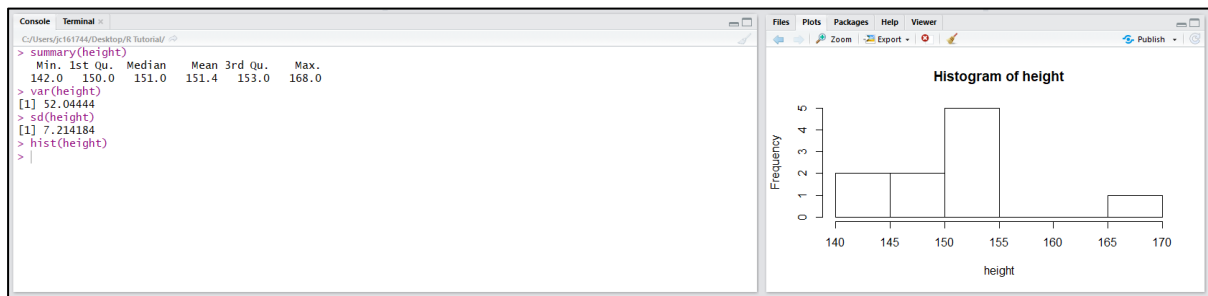 Console Terminal ×
C:/Users/jc161744/Desktop/R Tutorial/
> summary(height)
Min. 1st Qu. Median Mean 3rd Qu. Max.
142.0 150.0 151.0 151.4 153.0 168.0
> var(height)
[1] 52.04444
> sd(height)
[1] 7.214184
> hist(height)
>
Files Plots Packages Help Viewer
Zoom Export Publish
Histogram of height
Frequency
5
4
3
2
1
0
140 145 150 155 160 165 170
height